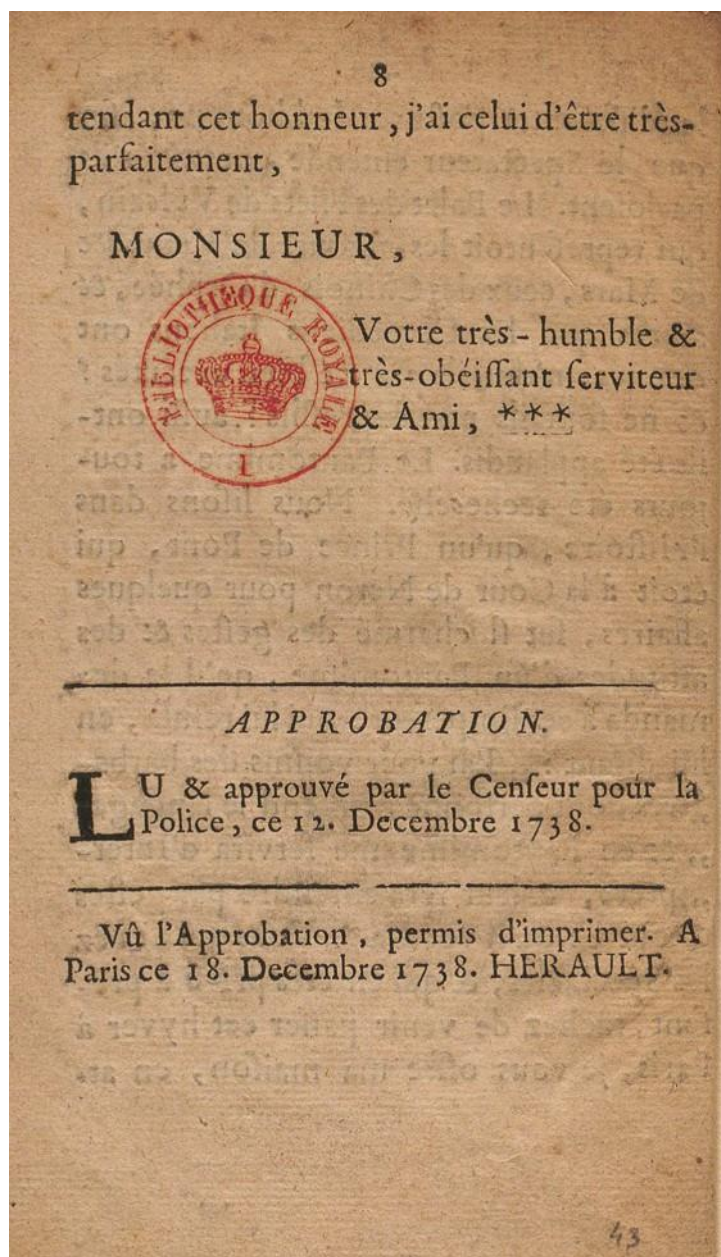 8
tendant cet honneur, j'ai celui d'être très-
parfaitement,
MONSIEUR,
BIBLIOTHEQUE ROYALE
I
Votre très-humble &
très-obéiſſant ſerviteur
& Ami, ***
APPROBATION.
LU & approuvé par le Cenſeur pour la
Police, ce 12. Decembre 1738.
Vû l'Approbation, permis d'imprimer. A
Paris ce 18. Decembre 1738. HERAULT.
43